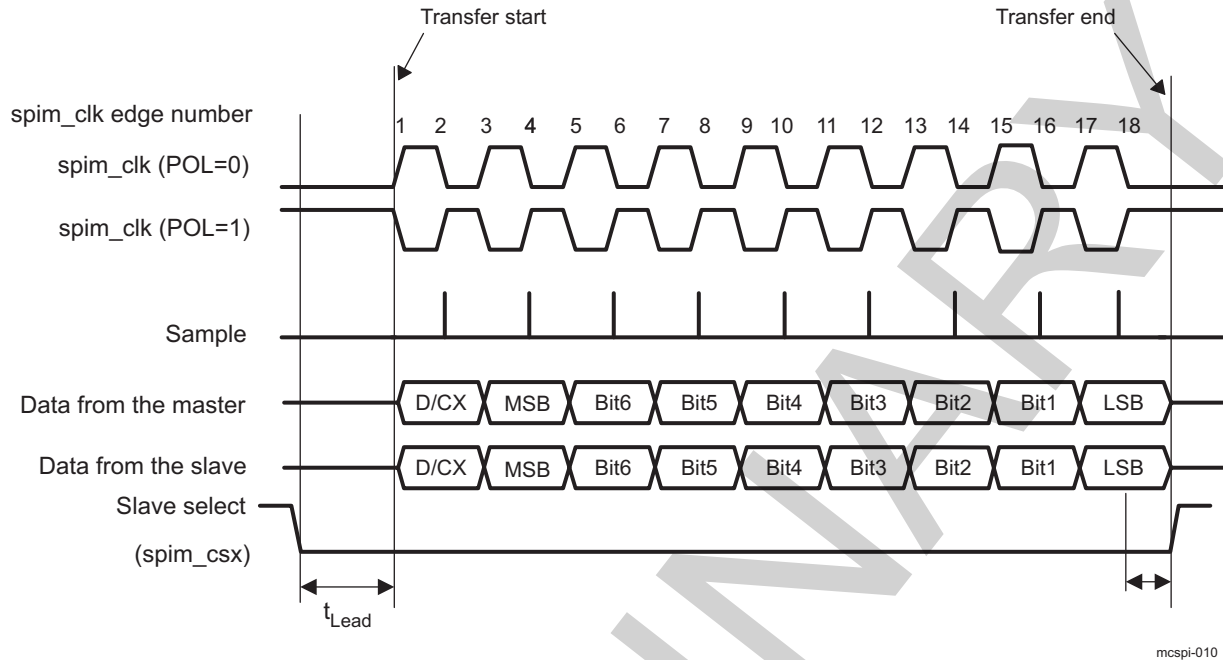 Transfer start
Transfer end
spim_clk edge number
1 2 3 4 5 6 7 8 9 10 11 12 13 14 15 16 17 18
spim_clk (POL=0)
spim_clk (POL=1)
Sample
Data from the master
D/CX MSB Bit6 Bit5 Bit4 Bit3 Bit2 Bit1 LSB
Data from the slave
D/CX MSB Bit6 Bit5 Bit4 Bit3 Bit2 Bit1 LSB
Slave select
(spim_csx)
tLead
mcspi-010
INARY